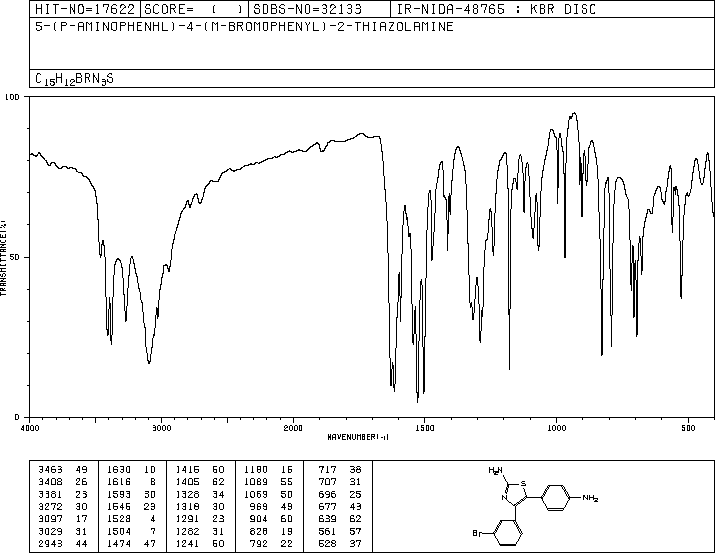 HIT-NO=17622 SCORE= ( ) SDBS-NO=32133 IR-NIDA-48765 : KBR DISC
5-(P-AMINOPHENHL)-4-(M-BROMOPHENYL)-2-THIAZOLAMINE
C15H12BRN3S
100
50
0
TRANSMITTANCE(%)
4000 3000 2000 1500 1000 500
WAVENUMBER(-1)
3463 49 1630 10 1416 60 1180 15 717 38
3408 26 1616 8 1405 62 1089 55 707 31
3381 23 1593 30 1328 34 1069 50 696 25
3272 30 1546 29 1318 30 969 49 677 43
3097 17 1528 4 1291 23 904 60 639 62
3029 31 1504 7 1282 31 828 19 561 57
2943 44 1474 47 1241 50 792 22 528 37
H2N
S
N
NH2
Br